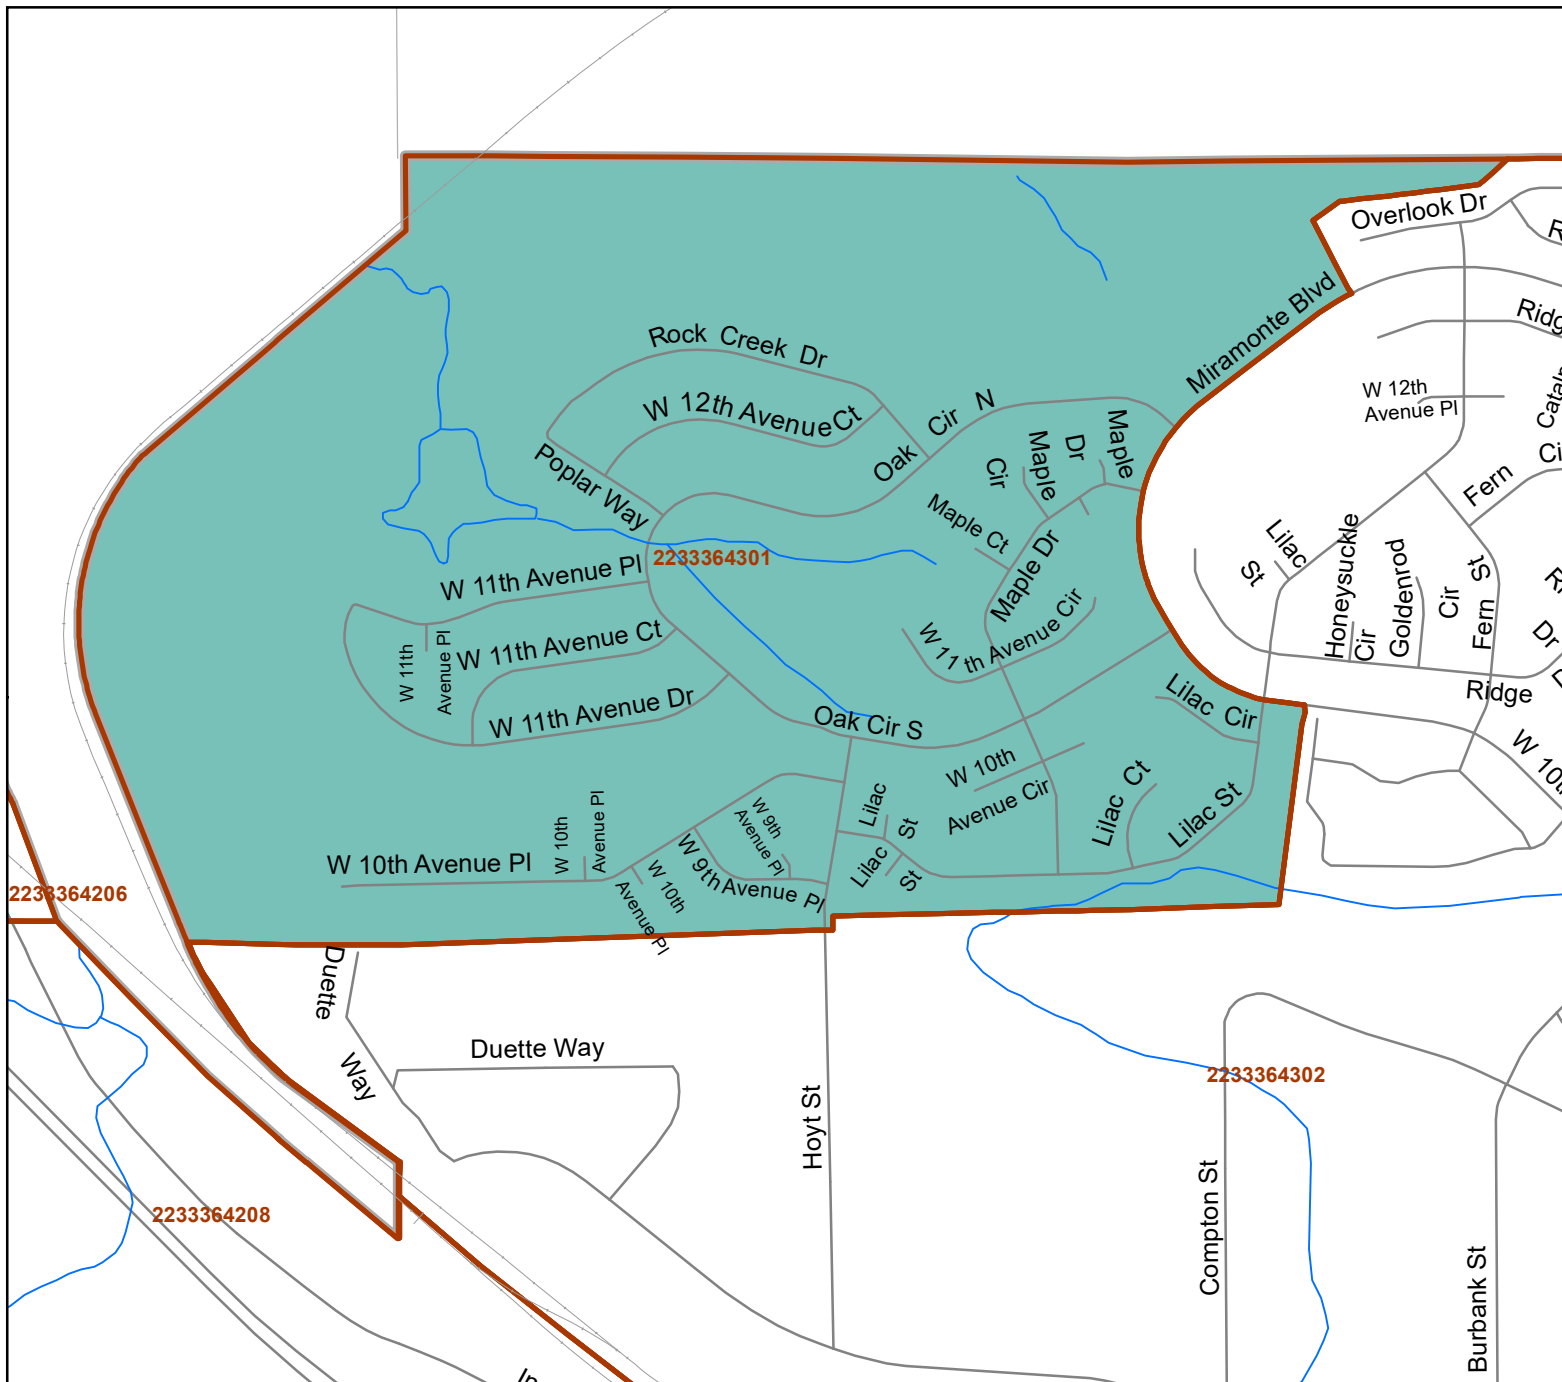 Overlook Dr
Miramonte Blvd
Rock Creek Dr
W 12th Avenue Ct
Oak Cir N
W 12th
Avenue Pl
Poplar Way
Maple
Cir
Maple
Dr
Maple
Maple Ct
Maple Dr
Fern
Lilac
St
Honeysuckle
Cir
Goldenrod
Cir
Fern St
Dr
2233364301
W 11th Avenue Pl
W 11th Avenue Ct
W 11th
Avenue Pl
W 11th Avenue Dr
W 11 th Avenue Cir
Lilac Cir
Ridge
Oak Cir S
W 10th
Avenue Cir
Lilac
St
Lilac
St
Lilac Ct
Lilac St
W 10th Avenue Pl
W 10th
Avenue Pl
W 9th
Avenue Pl
W 9th Avenue Pl
W 10th
Avenue Pl
2233364206
Duette
Way
Duette Way
Hoyt St
2233364302
2233364208
Compton St
Burbank St